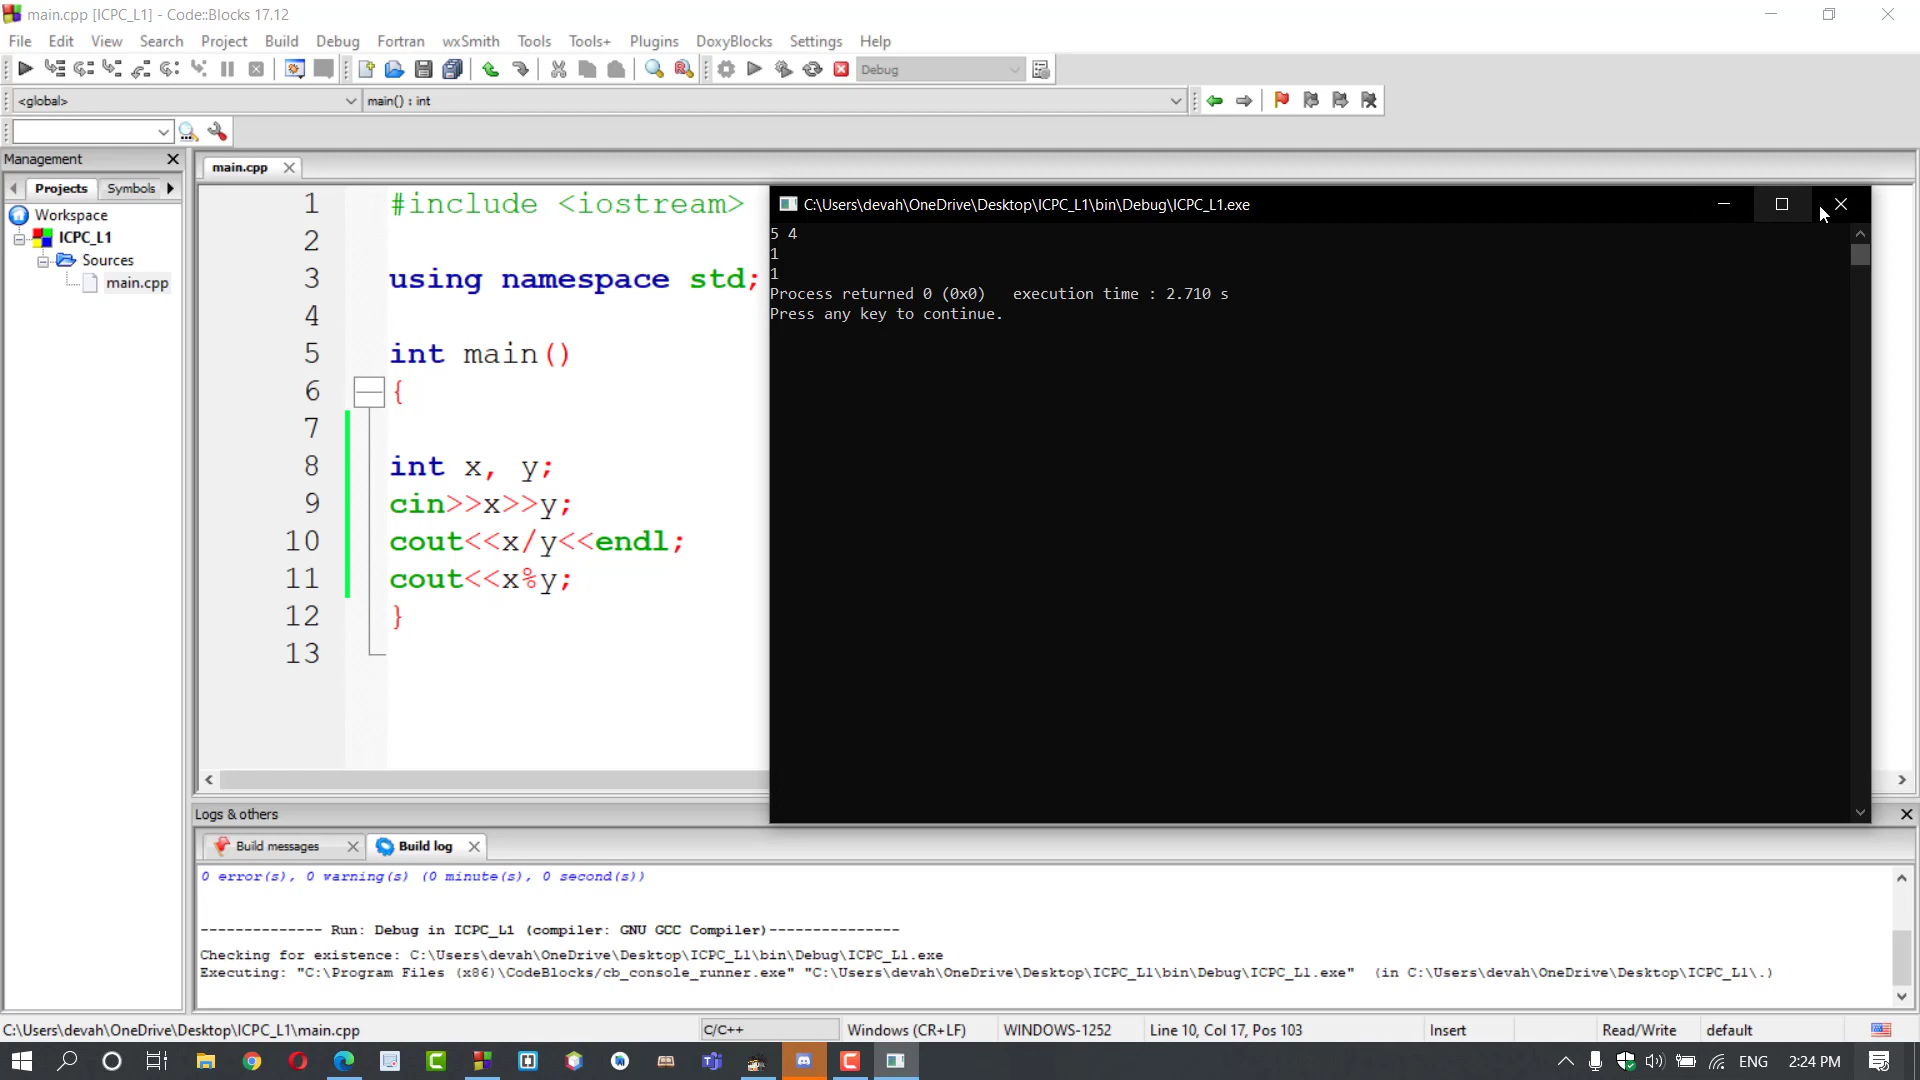 main.cpp [ICPC_L1] - Code::Blocks 17.12
File Edit View Search Project Build Debug Fortran wxSmith Tools Tools+ Plugins DoxyBlocks Settings Help
Debug
<global> main() : int
Management
Projects Symbols
Workspace
ICPC_L1
Sources
main.cpp
main.cpp
1 #include <iostream>
2
3 using namespace std;
4
5 int main()
6 {
7
8 int x, y;
9 cin>>x>>y;
10 cout<<x/y<<endl;
11 cout<<x%y;
12 }
13
C:\Users\devah\OneDrive\Desktop\ICPC_L1\bin\Debug\ICPC_L1.exe
5 4
1
1
Process returned 0 (0x0)   execution time : 2.710 s
Press any key to continue.
Logs & others
Build messages Build log
0 error(s), 0 warning(s) (0 minute(s), 0 second(s))
-------------- Run: Debug in ICPC_L1 (compiler: GNU GCC Compiler)---------------
Checking for existence: C:\Users\devah\OneDrive\Desktop\ICPC_L1\bin\Debug\ICPC_L1.exe
Executing: "C:\Program Files (x86)\CodeBlocks/cb_console_runner.exe" "C:\Users\devah\OneDrive\Desktop\ICPC_L1\bin\Debug\ICPC_L1.exe"  (in C:\Users\devah\OneDrive\Desktop\ICPC_L1\.)
C:\Users\devah\OneDrive\Desktop\ICPC_L1\main.cpp C/C++ Windows (CR+LF) WINDOWS-1252 Line 10, Col 17, Pos 103 Insert Read/Write default
ENG 2:24 PM